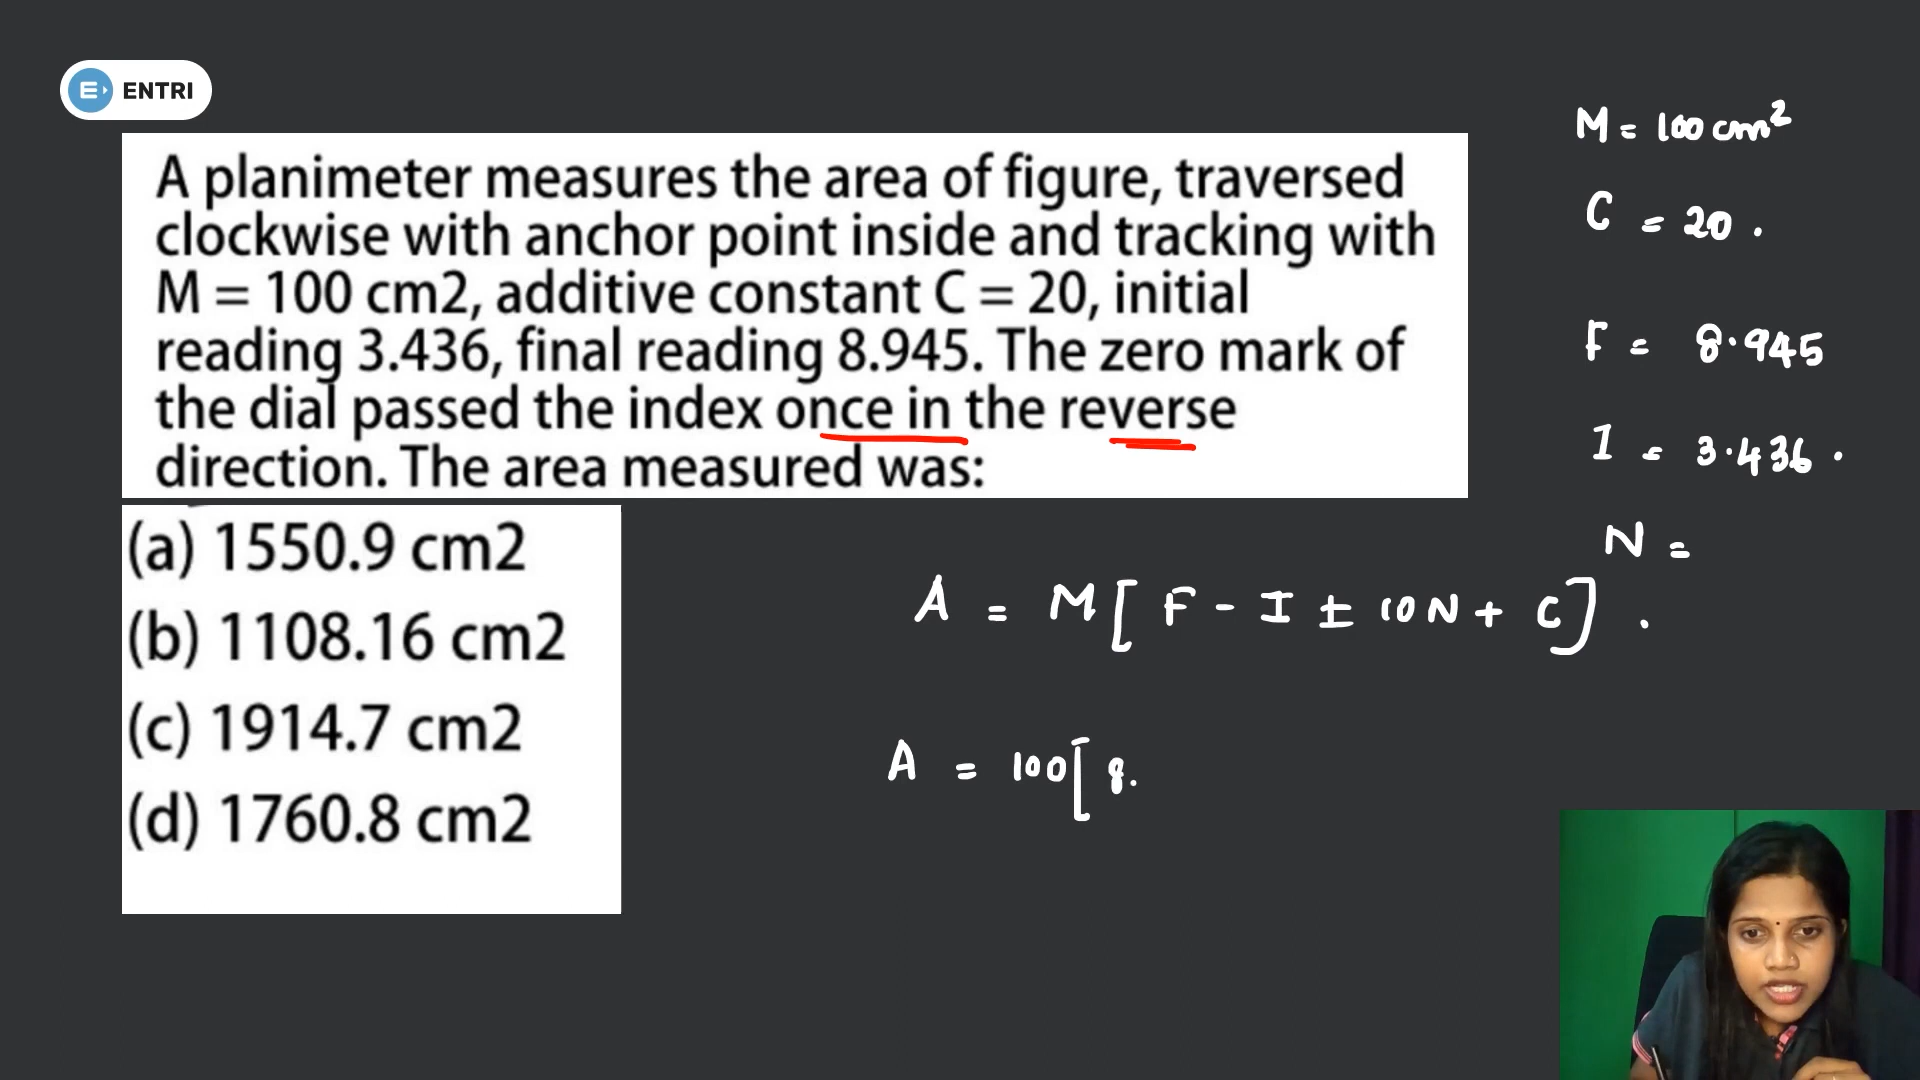 ENTRI
A planimeter measures the area of figure, traversed
clockwise with anchor point inside and tracking with
M = 100 cm2, additive constant C = 20, initial
reading 3.436, final reading 8.945. The zero mark of
the dial passed the index once in the reverse
direction. The area measured was:
(a) 1550.9 cm2
(b) 1108.16 cm2
(c) 1914.7 cm2
(d) 1760.8 cm2
M = 100 cm²
C = 20 .
F = 8.945
I = 3.436 .
N =
A = M [ F - I ± 10 N + C ] .
A = 100 [ 8.